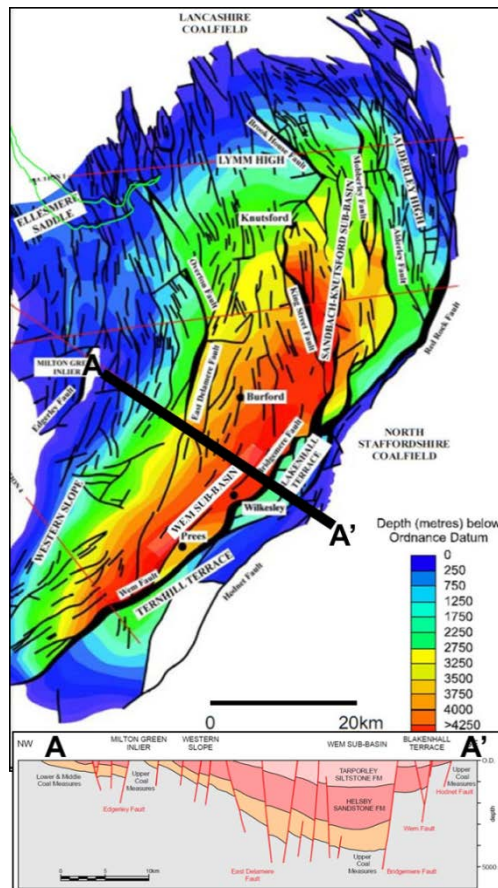 LANCASHIRE
COALFIELD
Brook House Fault
LYMM HIGH
ALDERLEY HIGH
Mobberley Fault
ELLESMERE
SADDLE
Knutsford
SANDBACH-KNUTSFORD SUB-BASIN
Alderley Fault
Overton Fault
King Street Fault
Red Rock Fault
MILTON GREEN
INLIER
A
East Delamere Fault
Edgerley Fault
Burford
NORTH
STAFFORDSHIRE
COALFIELD
Bridgemere Fault
LAKENHALL
TERRACE
WESTERN SLOPE
WEM SUB-BASIN
Wilkesley
A’
Prees
Wem Fault
TERNHILL TERRACE
Hodnet Fault
Depth (metres) below
Ordnance Datum
0
250
750
1250
1750
2250
2750
3250
3500
3750
4000
4250
>4250
0
20km
NW
A
MILTON GREEN
INLIER
WESTERN
SLOPE
WEM SUB-BASIN
BLAKENHALL
TERRACE
A’
O.D.
Lower & Middle
Coal Measures
Upper
Coal
Measures
TARPORLEY
SILTSTONE FM
Upper
Coal
Measures
Edgerley Fault
Hodnet Fault
HELSBY
SANDSTONE FM
depth
Wem Fault
East Delamere
Fault
Upper
Coal
Measures
Bridgemere Fault
5000
0
5
10km